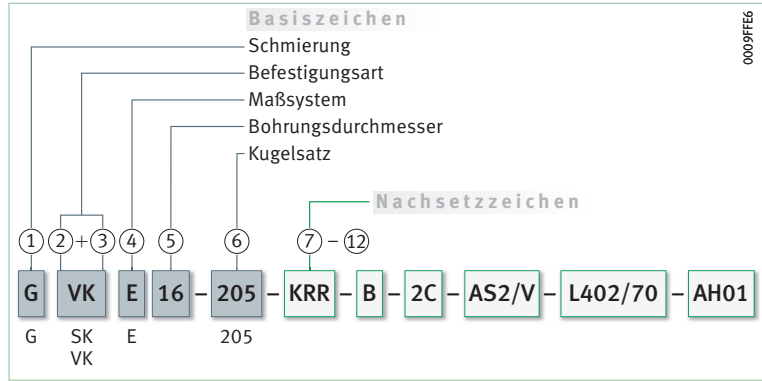 Basiszeichen
Schmierung
Befestigungsart
Maßsystem
Bohrungsdurchmesser
Kugelsatz
Nachsetzzeichen
1 2 + 3 4 5 6 7 – 12
G VK E 16 – 205 – KRR – B – 2C – AS2/V – L402/70 – AH01
G SK E 205
VK
0009FFE6